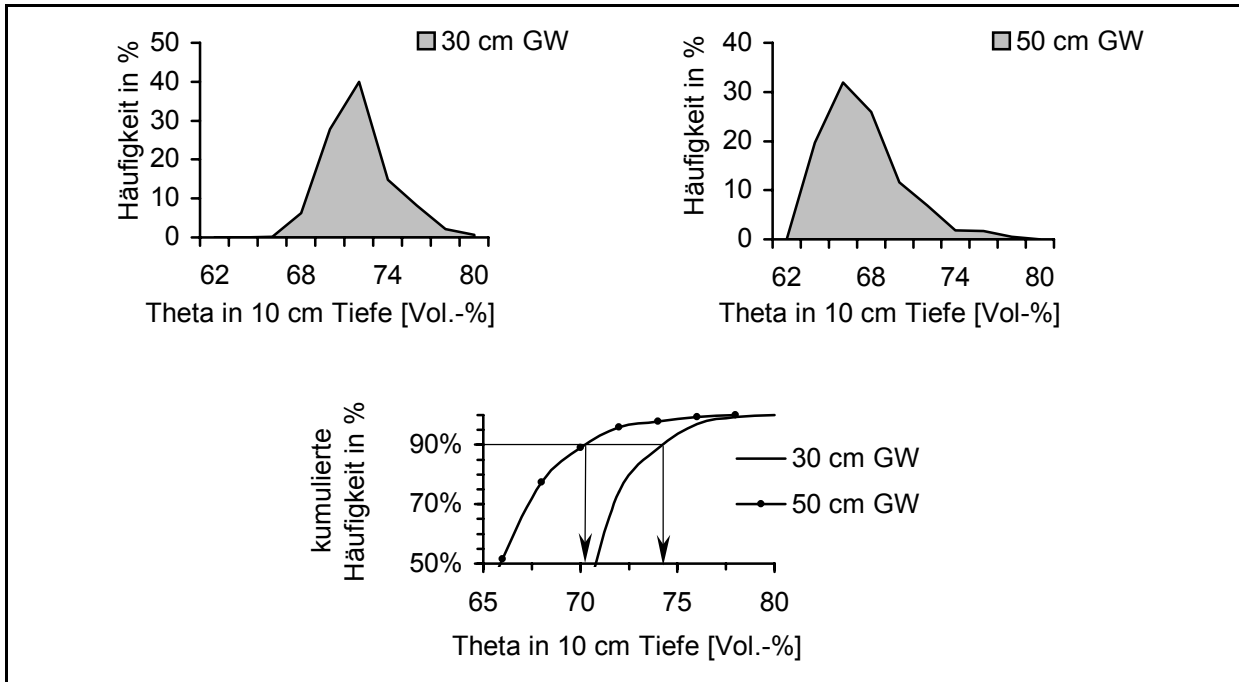 50
40
30
20
10
0
Häufigkeit in %
30 cm GW
62 68 74 80
Theta in 10 cm Tiefe [Vol.-%]
40
30
20
10
0
Häufigkeit in %
50 cm GW
62 68 74 80
Theta in 10 cm Tiefe [Vol-%]
kumulierte
Häufigkeit in %
90%
70%
50%
65 70 75 80
Theta in 10 cm Tiefe [Vol.-%]
30 cm GW
50 cm GW